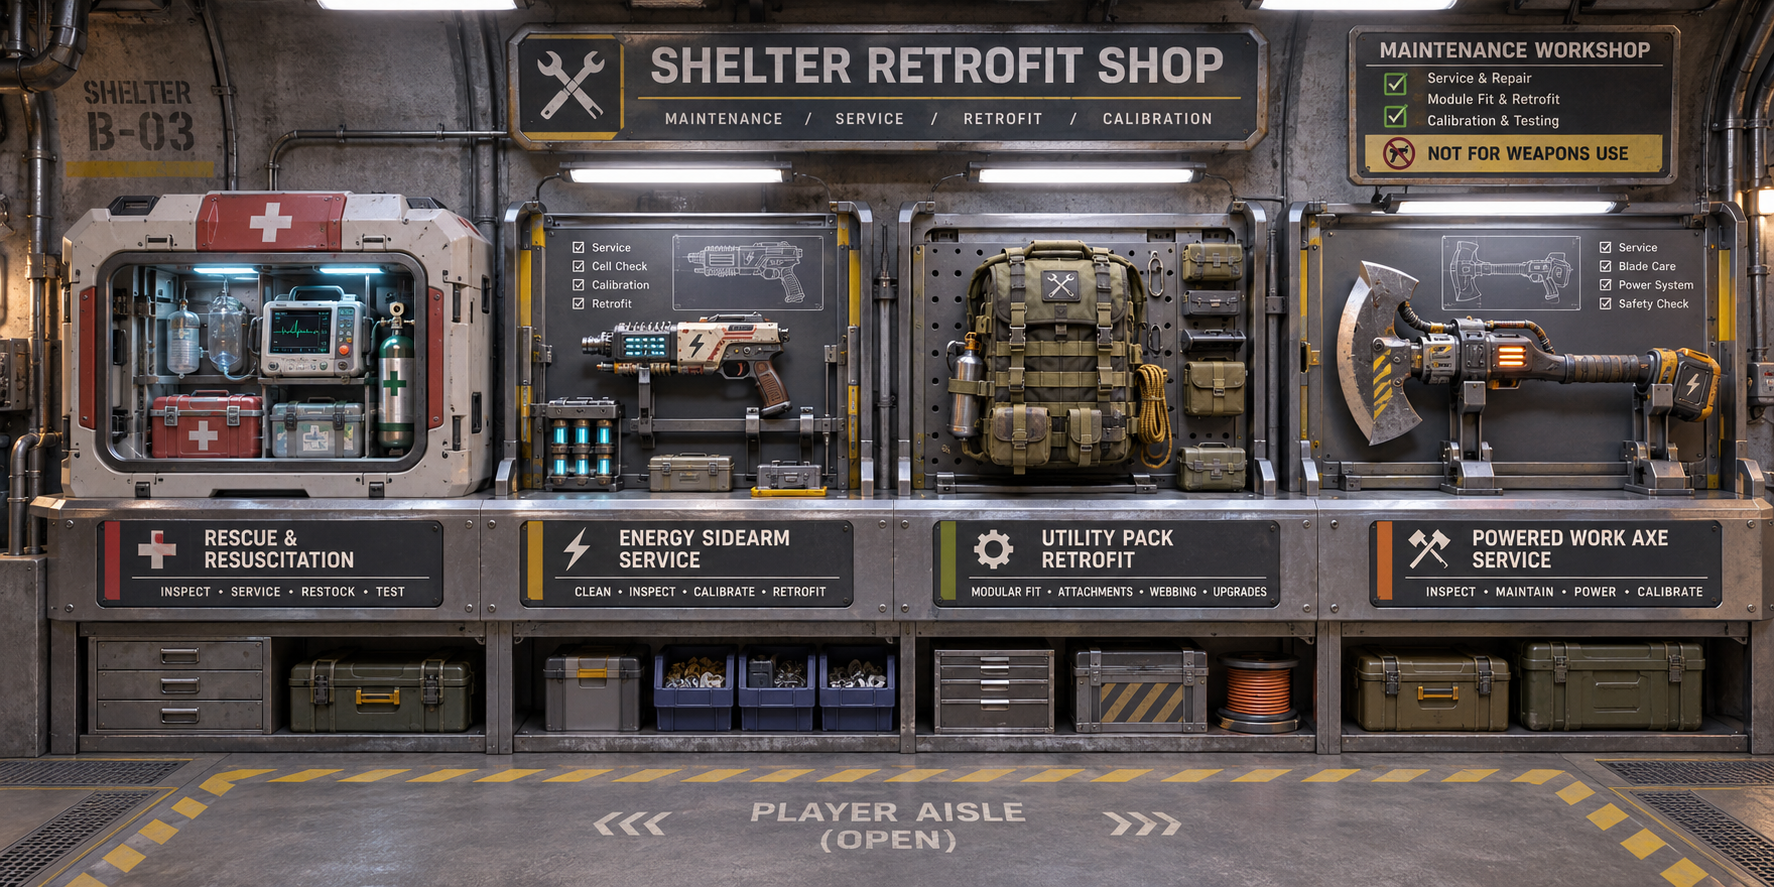 SHELTER
B-03
SHELTER RETROFIT SHOP
MAINTENANCE / SERVICE / RETROFIT / CALIBRATION
MAINTENANCE WORKSHOP
Service & Repair
Module Fit & Retrofit
Calibration & Testing
NOT FOR WEAPONS USE
Service
Cell Check
Calibration
Retrofit
Service
Blade Care
Power System
Safety Check
RESCUE &
RESUSCITATION
INSPECT • SERVICE • RESTOCK • TEST
ENERGY SIDEARM
SERVICE
CLEAN • INSPECT • CALIBRATE • RETROFIT
UTILITY PACK
RETROFIT
MODULAR FIT • ATTACHMENTS • WEBBING • UPGRADES
POWERED WORK AXE
SERVICE
INSPECT • MAINTAIN • POWER • CALIBRATE
PLAYER AISLE
(OPEN)